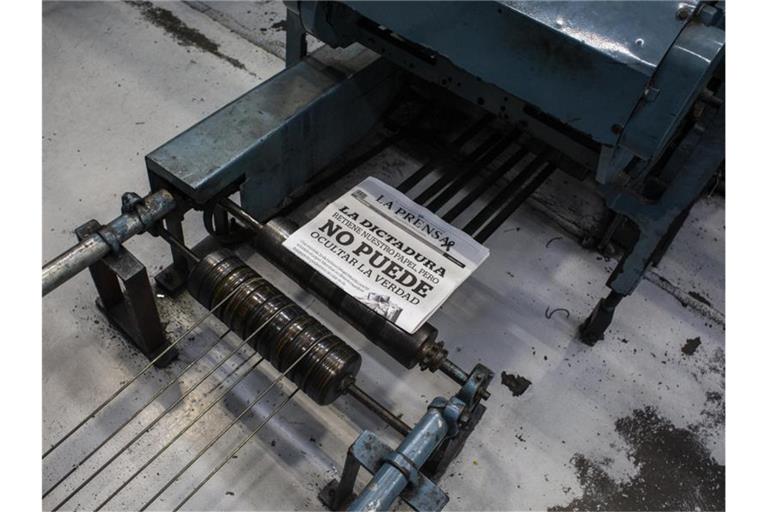 LA PRENSA
LA DICTADURA
RETIENE NUESTRO PAPEL, PERO
NO PUEDE
OCULTAR LA VERDAD